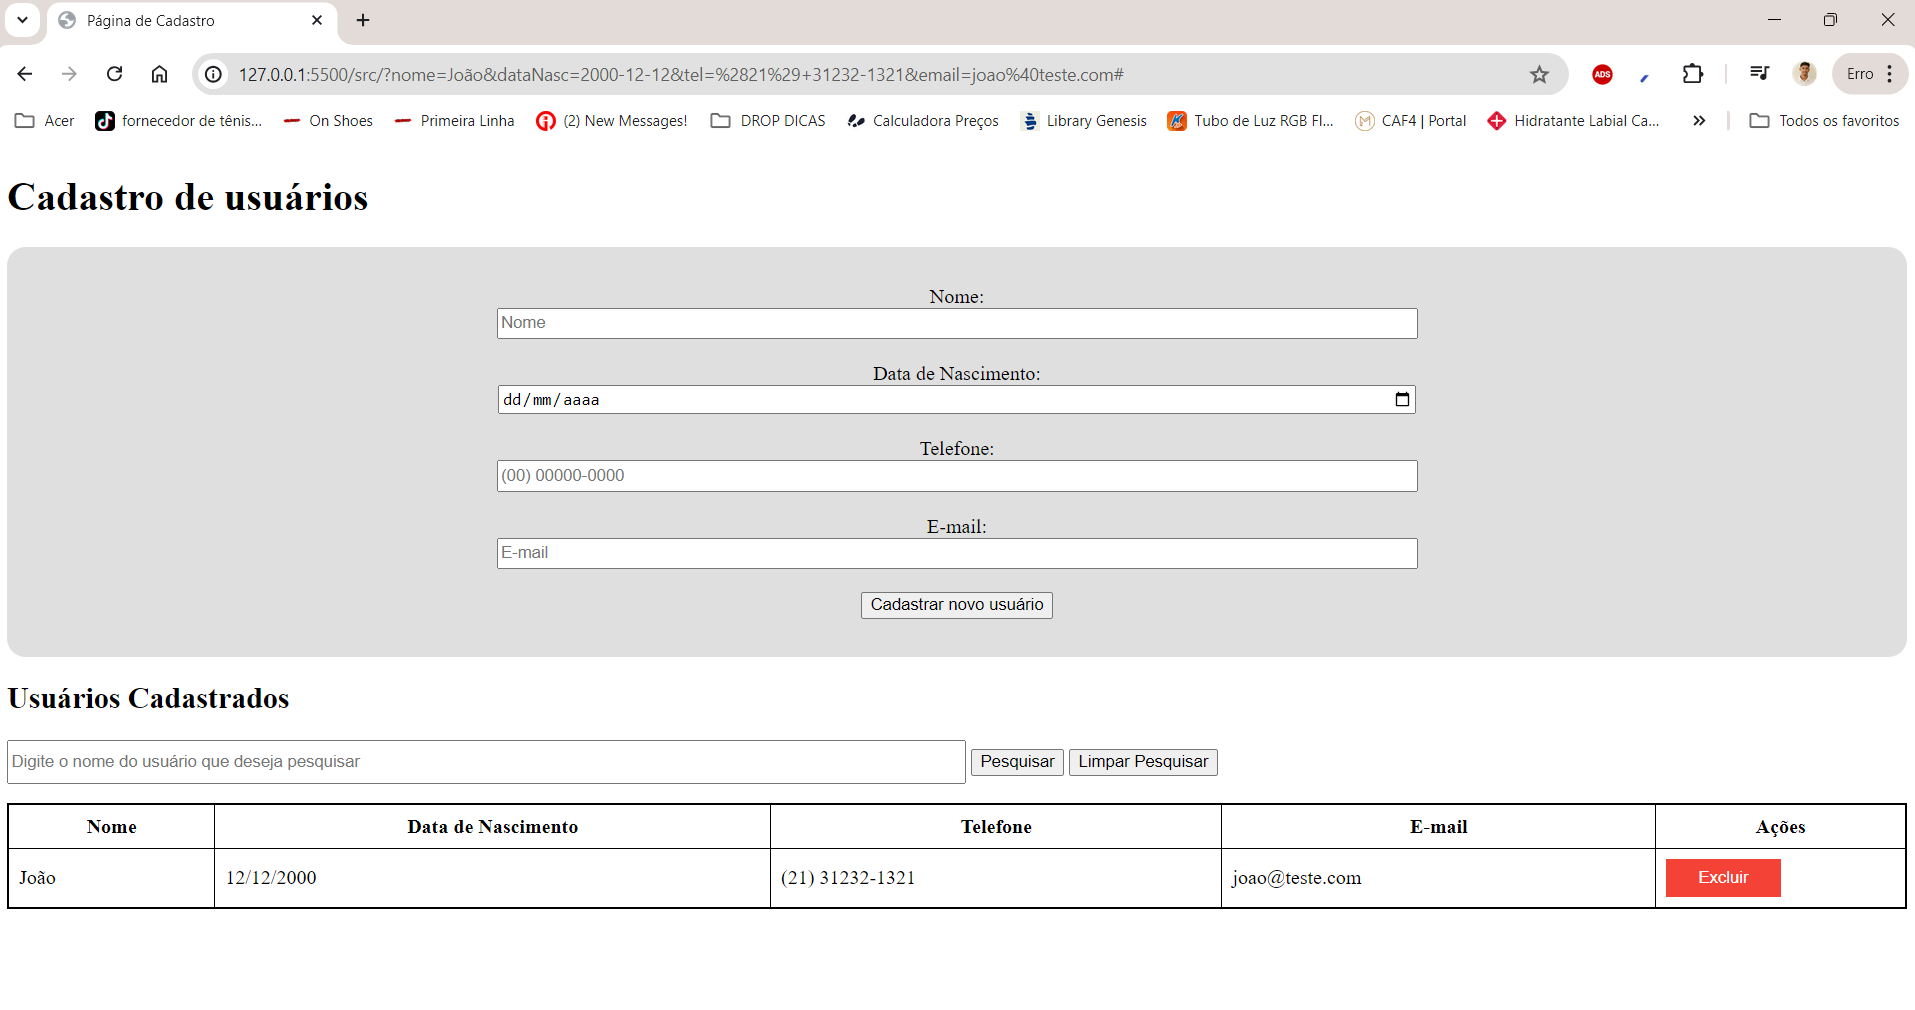 Página de Cadastro
127.0.0.1:5500/src/?nome=João&dataNasc=2000-12-12&tel=%2821%29+31232-1321&email=joao%40teste.com#
ADS
Erro
Acer
fornecedor de tênis...
On Shoes
Primeira Linha
(2) New Messages!
DROP DICAS
Calculadora Preços
Library Genesis
Tubo de Luz RGB Fl...
CAF4 | Portal
Hidratante Labial Ca...
Todos os favoritos
Cadastro de usuários
Nome:
Nome
Data de Nascimento:
dd/mm/aaaa
Telefone:
(00) 00000-0000
E-mail:
E-mail
Cadastrar novo usuário
Usuários Cadastrados
Digite o nome do usuário que deseja pesquisar
Pesquisar
Limpar Pesquisar
Nome Data de Nascimento Telefone E-mail Ações
João 12/12/2000 (21) 31232-1321 joao@teste.com Excluir